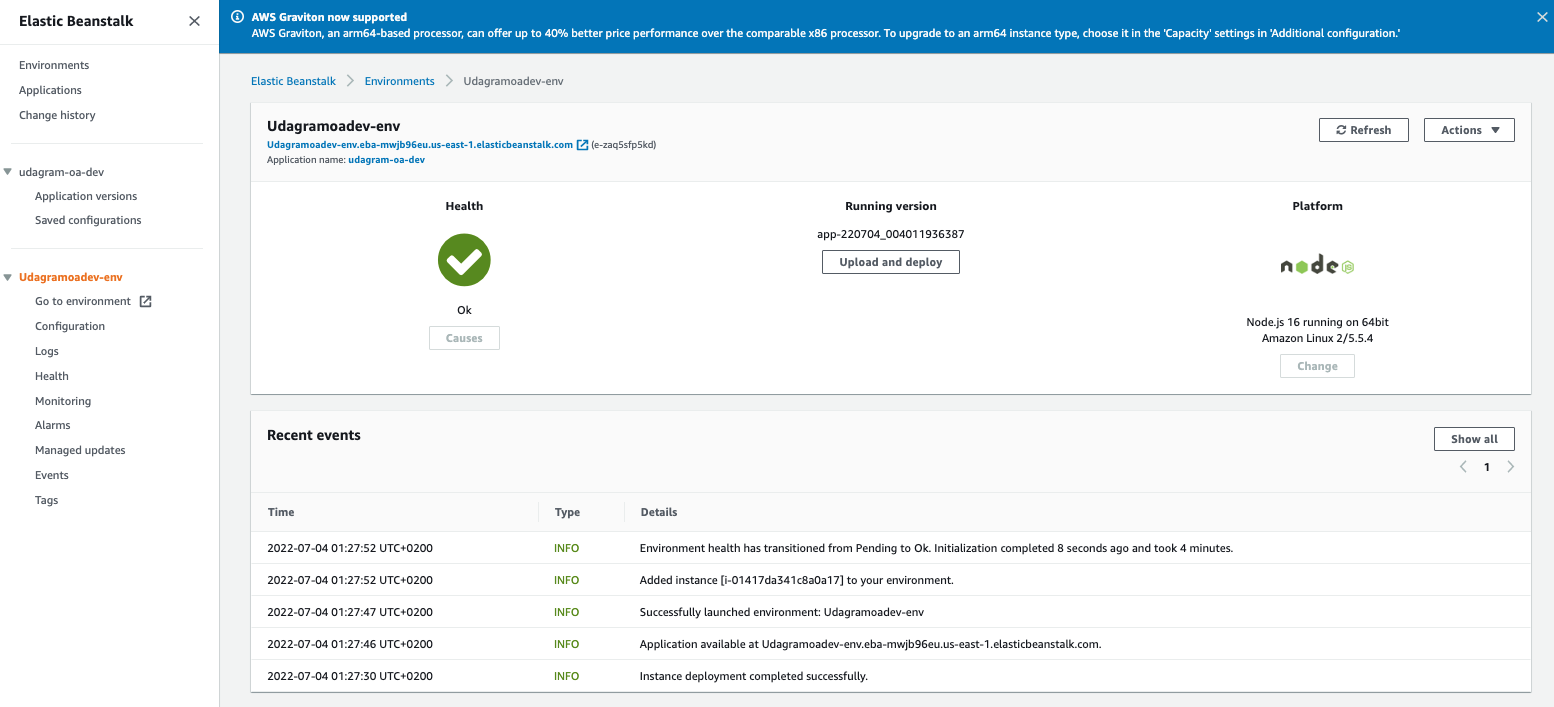 Elastic Beanstalk
AWS Graviton now supported
AWS Graviton, an arm64-based processor, can offer up to 40% better price performance over the comparable x86 processor. To upgrade to an arm64 instance type, choose it in the 'Capacity' settings in 'Additional configuration.'
Environments
Applications
Change history
udagram-oa-dev
Application versions
Saved configurations
Udagramoadev-env
Go to environment
Configuration
Logs
Health
Monitoring
Alarms
Managed updates
Events
Tags
Elastic Beanstalk > Environments > Udagramoadev-env
Udagramoadev-env
Udagramoadev-env.eba-mwjb96eu.us-east-1.elasticbeanstalk.com (e-zaq5sfp5kd)
Application name: udagram-oa-dev
Refresh
Actions
Health
Ok
Causes
Running version
app-220704_004011936387
Upload and deploy
Platform
node JS
Node.js 16 running on 64bit
Amazon Linux 2/5.5.4
Change
Recent events
Show all
1
Time Type Details
2022-07-04 01:27:52 UTC+0200 INFO Environment health has transitioned from Pending to Ok. Initialization completed 8 seconds ago and took 4 minutes.
2022-07-04 01:27:52 UTC+0200 INFO Added instance [i-01417da341c8a0a17] to your environment.
2022-07-04 01:27:47 UTC+0200 INFO Successfully launched environment: Udagramoadev-env
2022-07-04 01:27:46 UTC+0200 INFO Application available at Udagramoadev-env.eba-mwjb96eu.us-east-1.elasticbeanstalk.com.
2022-07-04 01:27:30 UTC+0200 INFO Instance deployment completed successfully.